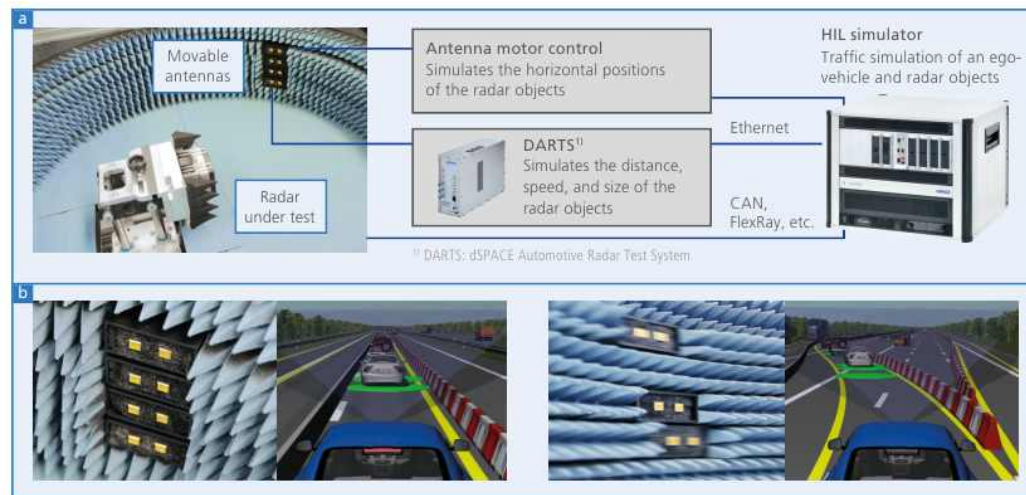 a
Movable
antennas
Radar
under test
Antenna motor control
Simulates the horizontal positions
of the radar objects
DARTS¹⁾
Simulates the distance,
speed, and size of the
radar objects
Ethernet
CAN,
FlexRay, etc.
HIL simulator
Traffic simulation of an ego-
vehicle and radar objects
¹⁾ DARTS: dSPACE Automotive Radar Test System
b